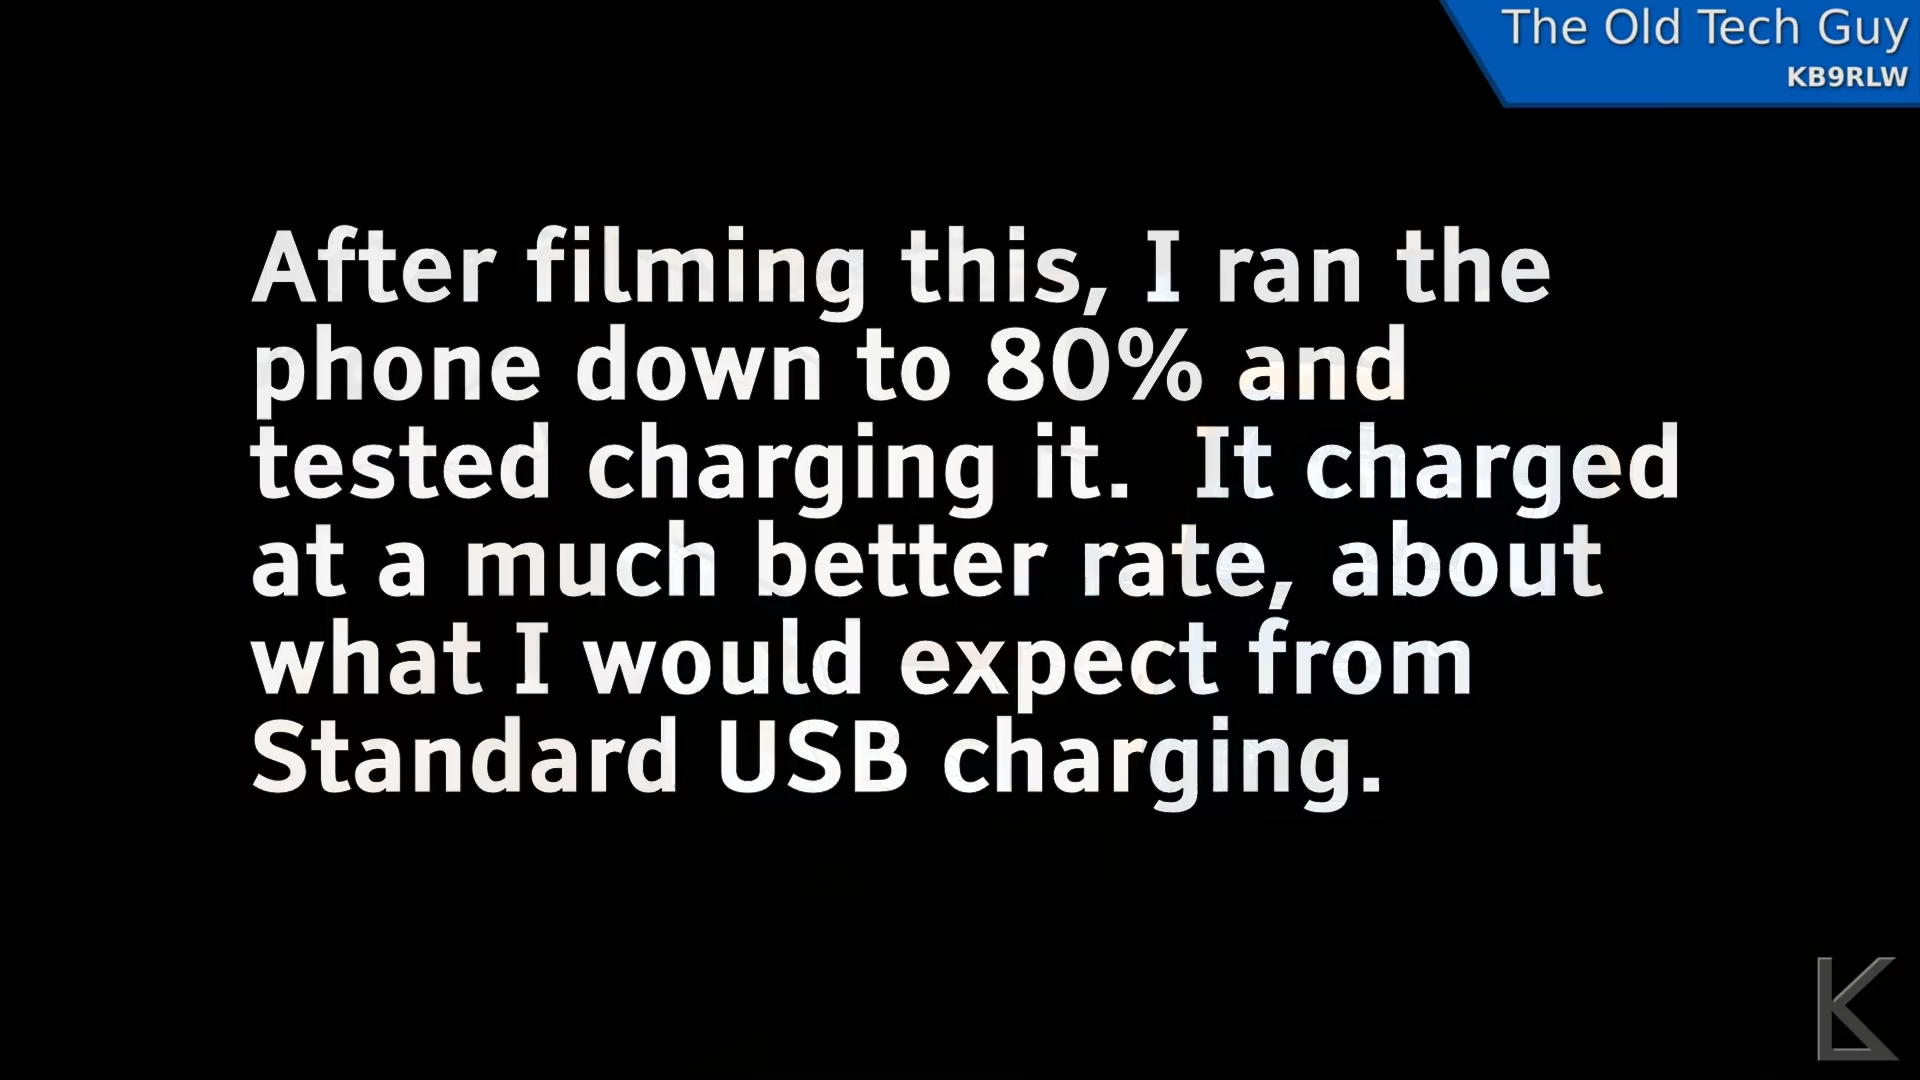 The Old Tech Guy
KB9RLW
After filming this, I ran the
phone down to 80% and
tested charging it.  It charged
at a much better rate, about
what I would expect from
Standard USB charging.